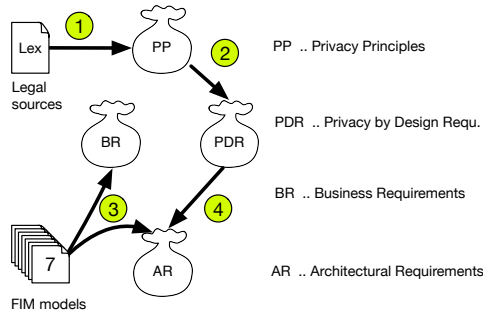 1
2
Lex
PP
PP .. Privacy Principles
Legal
sources
PDR .. Privacy by Design Requ.
BR
PDR
BR .. Business Requirements
3
4
7
AR
AR .. Architectural Requirements
FIM models